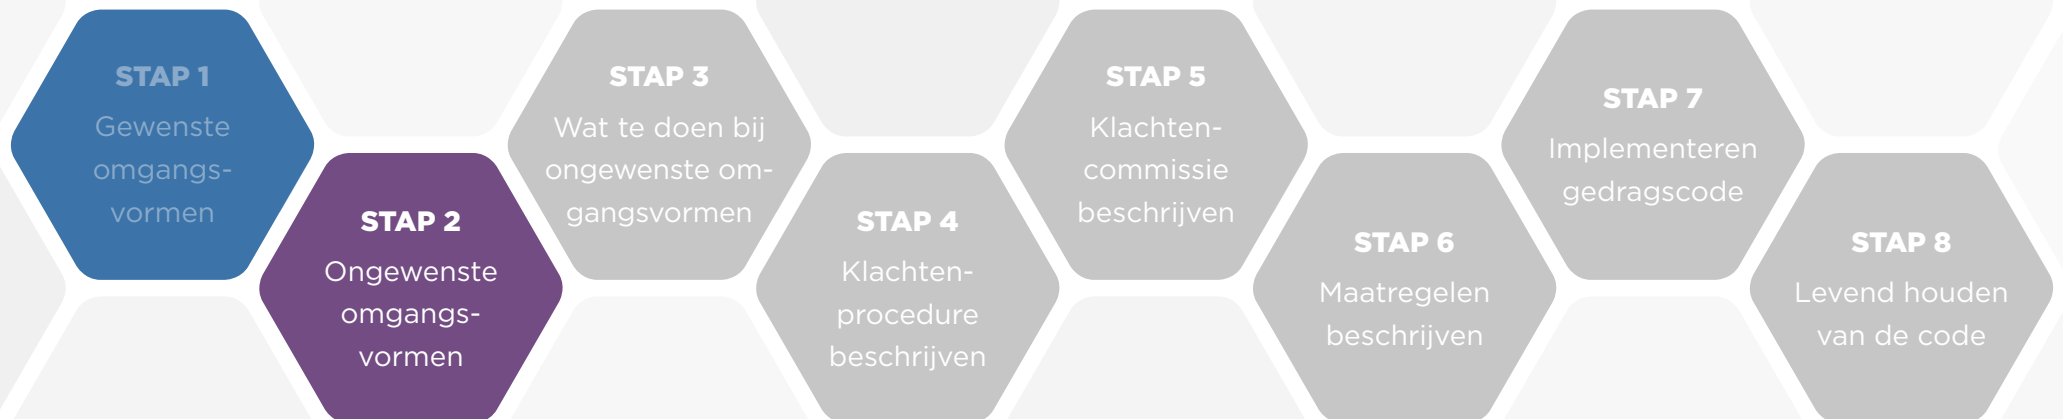 STAP 1
Gewenste
omgangs-
vormen
STAP 2
Ongewenste
omgangs-
vormen
STAP 3
Wat te doen bij
ongewenste om-
gangsvormen
STAP 4
Klachten-
procedure
beschrijven
STAP 5
Klachten-
commissie
beschrijven
STAP 6
Maatregelen
beschrijven
STAP 7
Implementeren
gedragscode
STAP 8
Levend houden
van de code